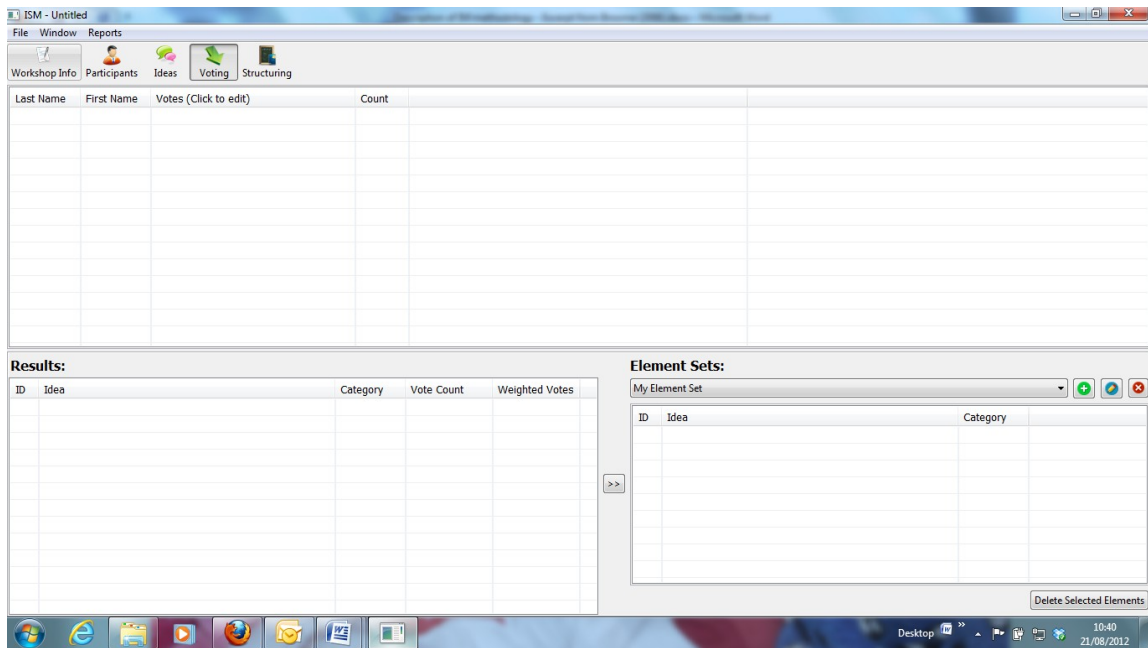 ISM - Untitled
File Window Reports
Workshop Info Participants Ideas Voting Structuring
Last Name First Name Votes (Click to edit) Count
Results:
ID Idea Category Vote Count Weighted Votes
Element Sets:
My Element Set
ID Idea Category
>>
Delete Selected Elements
Desktop »
10:40
21/08/2012